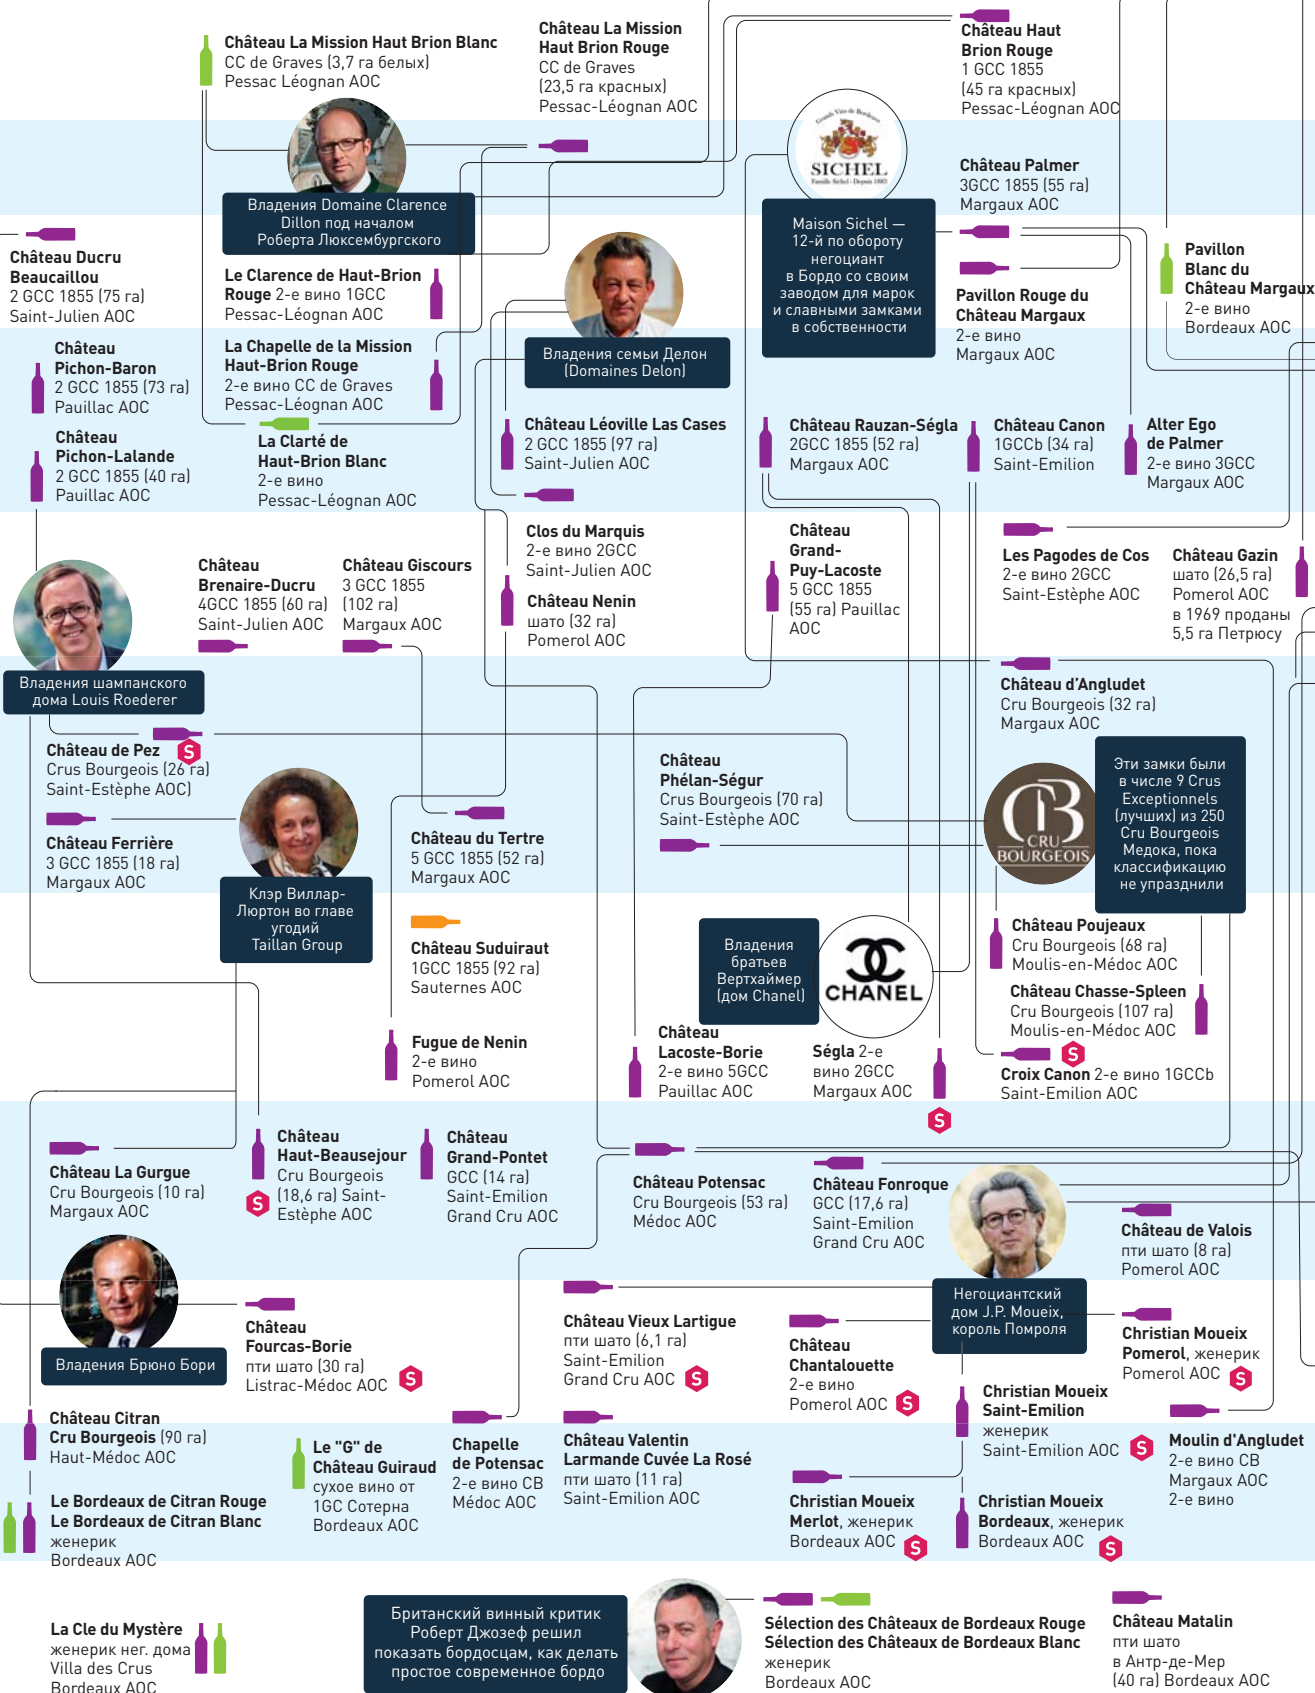 Château La Mission Haut Brion Blanc
CC de Graves (3,7 га белых)
Pessac Léognan AOC
Château La Mission
Haut Brion Rouge
CC de Graves
(23,5 га красных)
Pessac-Léognan AOC
Château Haut
Brion Rouge
1 GCC 1855
(45 га красных)
Pessac-Léognan AOC
Grands Vins de Bordeaux
SICHEL
Famille Sichel - Depuis 1883
Château Palmer
3GCC 1855 (55 га)
Margaux AOC
Владения Domaine Clarence
Dillon под началом
Роберта Люксембургского
Maison Sichel —
12-й по обороту
негоциант
в Бордо со своим
заводом для марок
и славными замками
в собственности
Château Ducru
Beaucaillou
2 GCC 1855 (75 га)
Saint-Julien AOC
Le Clarence de Haut-Brion
Rouge 2-е вино 1GCC
Pessac-Léognan AOC
Pavillon
Blanc du
Château Margaux
2-е вино
Bordeaux AOC
Pavillon Rouge du
Château Margaux
2-е вино
Margaux AOC
Château
Pichon-Baron
2 GCC 1855 (73 га)
Pauillac AOC
La Chapelle de la Mission
Haut-Brion Rouge
2-е вино CC de Graves
Pessac-Léognan AOC
Владения семьи Делон
(Domaines Delon)
Château
Pichon-Lalande
2 GCC 1855 (40 га)
Pauillac AOC
La Clarté de
Haut-Brion Blanc
2-е вино
Pessac-Léognan AOC
Château Léoville Las Cases
2 GCC 1855 (97 га)
Saint-Julien AOC
Château Rauzan-Ségla
2GCC 1855 (52 га)
Margaux AOC
Château Canon
1GCCb (34 га)
Saint-Emilion
Alter Ego
de Palmer
2-е вино 3GCC
Margaux AOC
Clos du Marquis
2-е вино 2GCC
Saint-Julien AOC
Château
Grand-
Puy-Lacoste
5 GCC 1855
(55 га) Pauillac
AOC
Les Pagodes de Cos
2-е вино 2GCC
Saint-Estèphe AOC
Château Gazin
шато (26,5 га)
Pomerol AOC
в 1969 проданы
5,5 га Петрюсу
Château
Brenaire-Ducru
4GCC 1855 (60 га)
Saint-Julien AOC
Château Giscours
3 GCC 1855
(102 га)
Margaux AOC
Château Nenin
шато (32 га)
Pomerol AOC
Владения шампанского
дома Louis Roederer
Château d'Angludet
Cru Bourgeois (32 га)
Margaux AOC
Château de Pez
Crus Bourgeois (26 га)
Saint-Estèphe AOC)
S
Château
Phélan-Ségur
Crus Bourgeois (70 га)
Saint-Estèphe AOC
CB
CRU
BOURGEOIS
Эти замки были
в числе 9 Crus
Exceptionnels
(лучших) из 250
Cru Bourgeois
Медока, пока
классификацию
не упразднили
Château Ferrière
3 GCC 1855 (18 га)
Margaux AOC
Château du Tertre
5 GCC 1855 (52 га)
Margaux AOC
Клэр Виллар-
Люртон во главе
угодий
Taillan Group
Château Suduiraut
1GCC 1855 (92 га)
Sauternes AOC
Владения
братьев
Вертхаймер
(дом Chanel)
CHANEL
Château Poujeaux
Cru Bourgeois (68 га)
Moulis-en-Médoc AOC
Château Chasse-Spleen
Cru Bourgeois (107 га)
Moulis-en-Médoc AOC
Fugue de Nenin
2-е вино
Pomerol AOC
Château
Lacoste-Borie
2-е вино 5GCC
Pauillac AOC
Ségla 2-е
вино 2GCC
Margaux AOC
S
S
Croix Canon 2-е вино 1GCCb
Saint-Emilion AOC
Château La Gurgue
Cru Bourgeois (10 га)
Margaux AOC
Château
Haut-Beausejour
Cru Bourgeois
(18,6 га) Saint-
Estèphe AOC
S
Château
Grand-Pontet
GCC (14 га)
Saint-Emilion
Grand Cru AOC
Château Potensac
Cru Bourgeois (53 га)
Médoc AOC
Château Fonroque
GCC (17,6 га)
Saint-Emilion
Grand Cru AOC
Château de Valois
пти шато (8 га)
Pomerol AOC
Владения Брюно Бори
Château
Fourcas-Borie
пти шато (30 га)
Listrac-Médoc AOC
S
Château Vieux Lartigue
пти шато (6,1 га)
Saint-Emilion
Grand Cru AOC
S
Château
Chantalouette
2-е вино
Pomerol AOC
S
Негоциантский
дом J.P. Moueix,
король Помроля
Christian Moueix
Pomerol, женерик
Pomerol AOC
S
Christian Moueix
Saint-Emilion
женерик
Saint-Emilion AOC
S
Château Citran
Cru Bourgeois (90 га)
Haut-Médoc AOC
Le "G" de
Château Guiraud
сухое вино от
1GC Сотерна
Bordeaux AOC
Chapelle
de Potensac
2-е вино CB
Médoc AOC
Château Valentin
Larmande Cuvée La Rosé
пти шато (11 га)
Saint-Emilion AOC
Moulin d'Angludet
2-е вино CB
Margaux AOC
2-е вино
Le Bordeaux de Citran Rouge
Le Bordeaux de Citran Blanc
женерик
Bordeaux AOC
Christian Moueix
Merlot, женерик
Bordeaux AOC
S
Christian Moueix
Bordeaux, женерик
Bordeaux AOC
S
La Cle du Mystère
женерик нег. дома
Villa des Crus
Bordeaux AOC
Британский винный критик
Роберт Джозеф решил
показать бордосцам, как делать
простое современное бордо
Sélection des Châteaux de Bordeaux Rouge
Sélection des Châteaux de Bordeaux Blanc
женерик
Bordeaux AOC
Château Matalin
пти шато
в Антр-де-Мер
(40 га) Bordeaux AOC